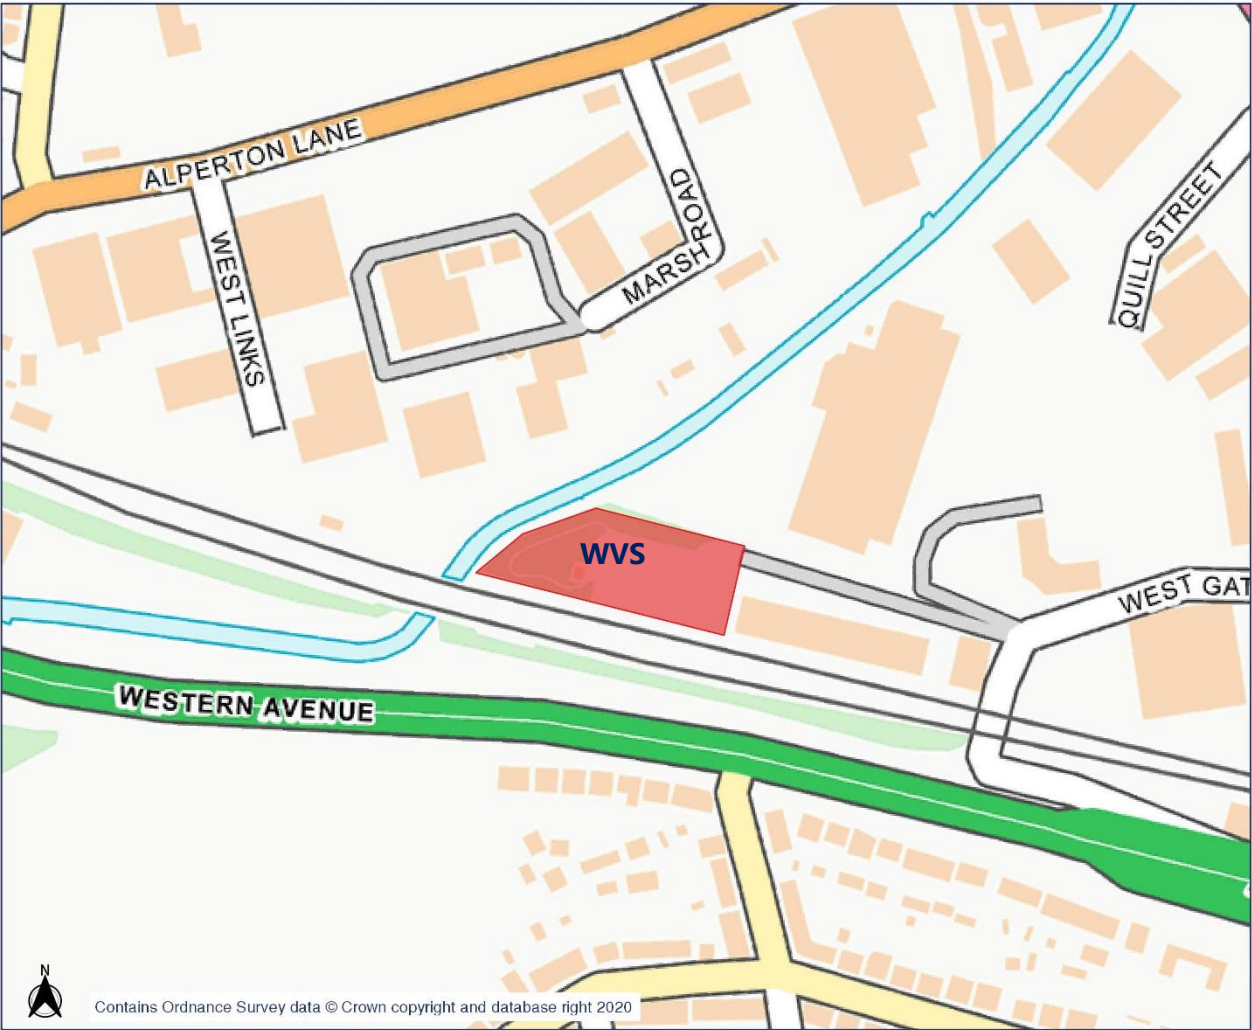 ALPERTON LANE
MARSH ROAD
QUILL STREET
WEST LINKS
WVS
WEST GAT
WESTERN AVENUE
N
Contains Ordnance Survey data © Crown copyright and database right 2020